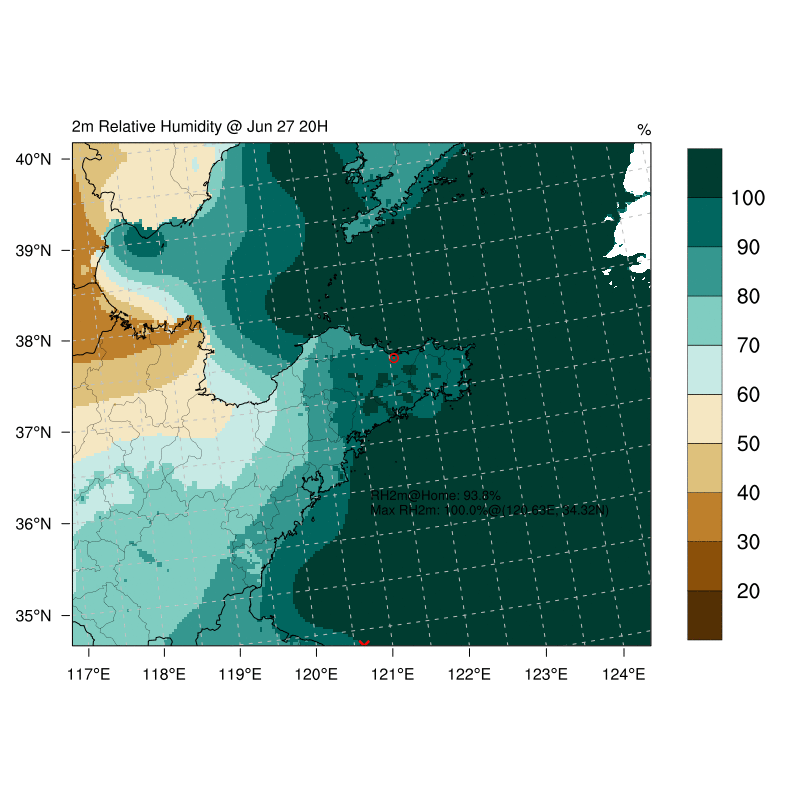 2m Relative Humidity @ Jun 27 20H
%
40°N
39°N
38°N
37°N
36°N
35°N
117°E
118°E
119°E
120°E
121°E
122°E
123°E
124°E
100
90
80
70
60
50
40
30
20
RH2m@Home: 93.8%
Max RH2m: 100.0%@(120.63E, 34.32N)